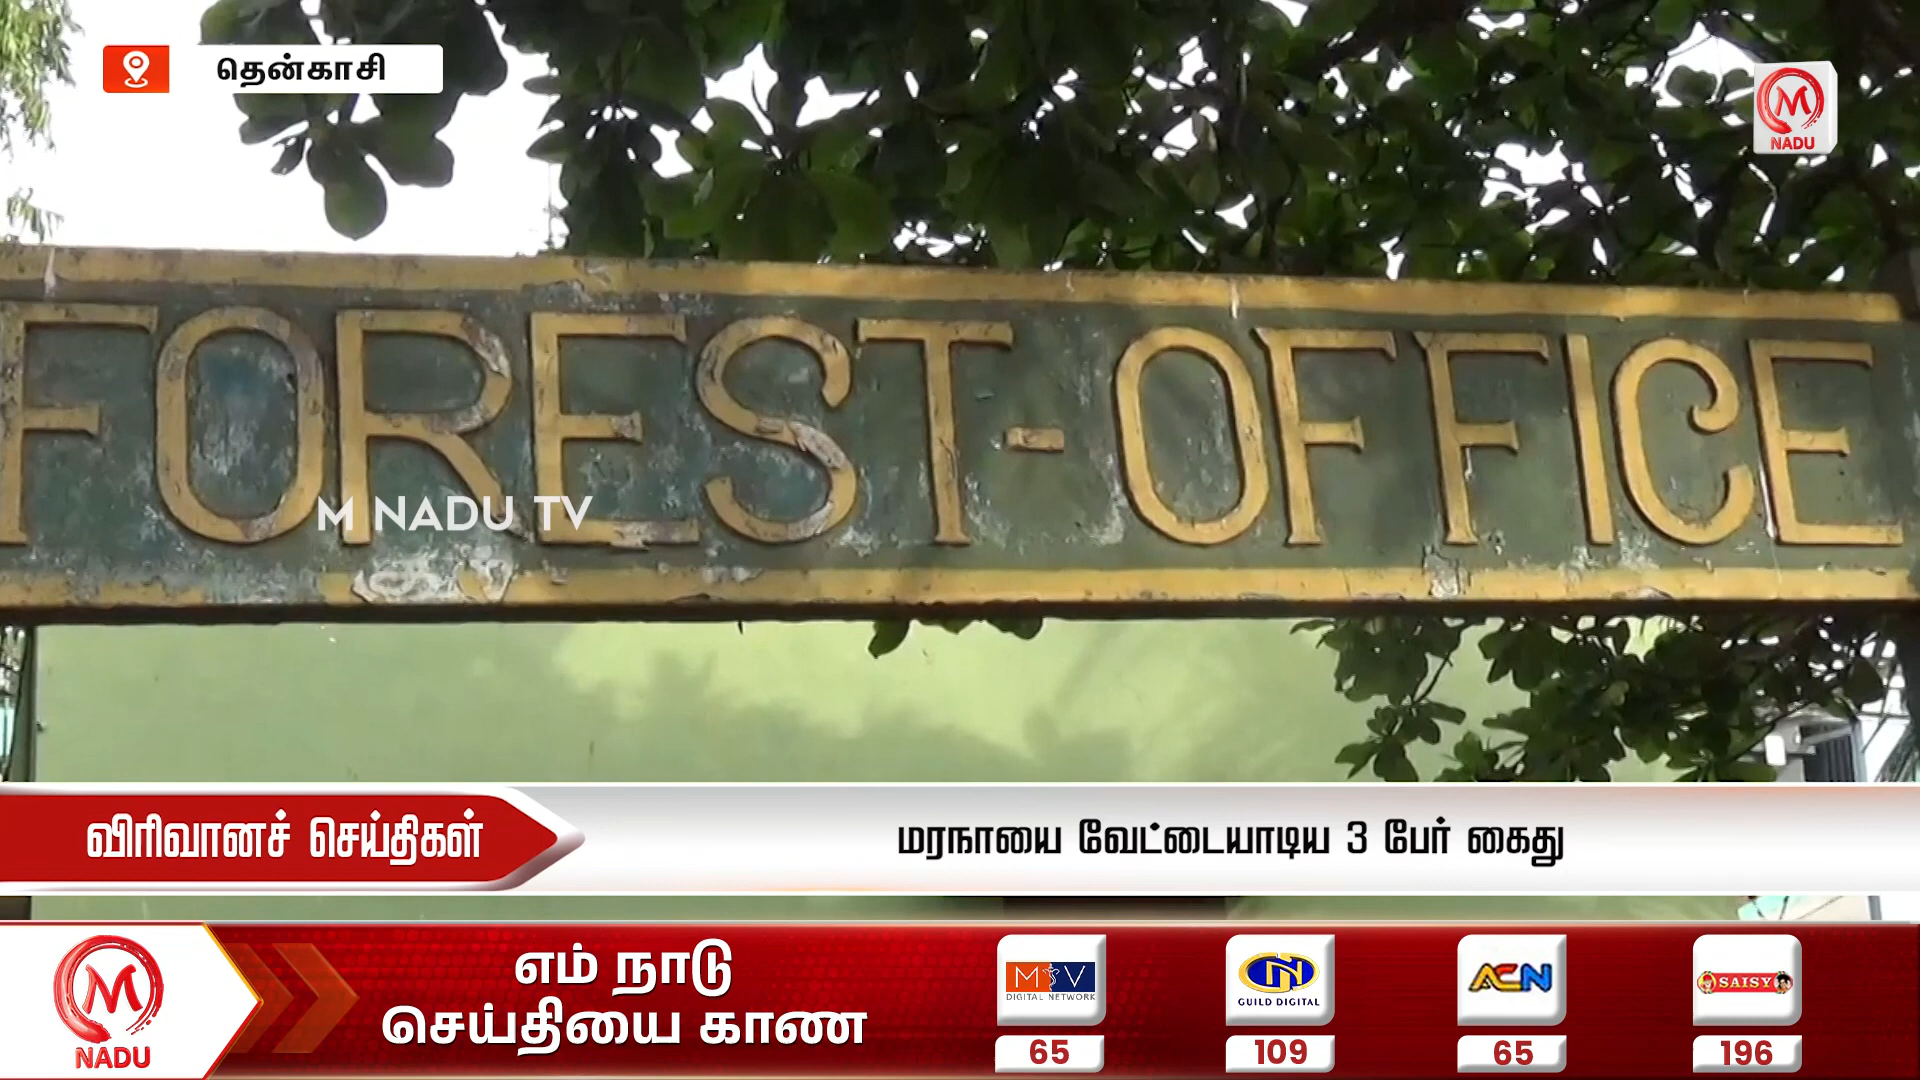 தென்காசி
M
NADU
FOREST-OFFICE
M NADU TV
விரிவானச் செய்திகள்
மரநாயை வேட்டையாடிய 3 பேர் கைது
M
NADU
எம் நாடு
செய்தியை காண
MSV
DIGITAL NETWORK
65
GUILD DIGITAL
109
ACN
65
SAISY
196